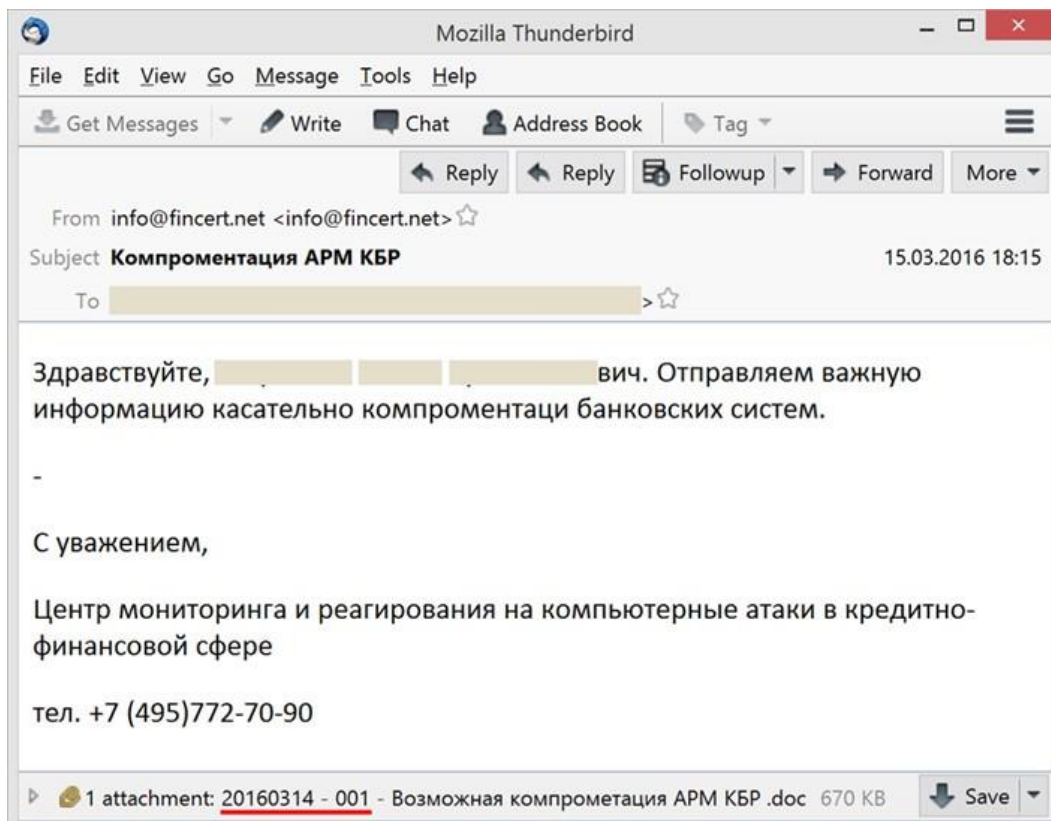 Mozilla Thunderbird
File Edit View Go Message Tools Help
Get Messages Write Chat Address Book Tag
Reply Reply Followup Forward More
From info@fincert.net <info@fincert.net>
Subject Компроментация АРМ КБР 15.03.2016 18:15
To >
Здравствуйте, вич. Отправляем важную
информацию касательно компроментаци банковских систем.
-
С уважением,
Центр мониторинга и реагирования на компьютерные атаки в кредитно-
финансовой сфере
тел. +7 (495)772-70-90
1 attachment: 20160314 - 001 - Возможная компрометация АРМ КБР .doc 670 KB Save